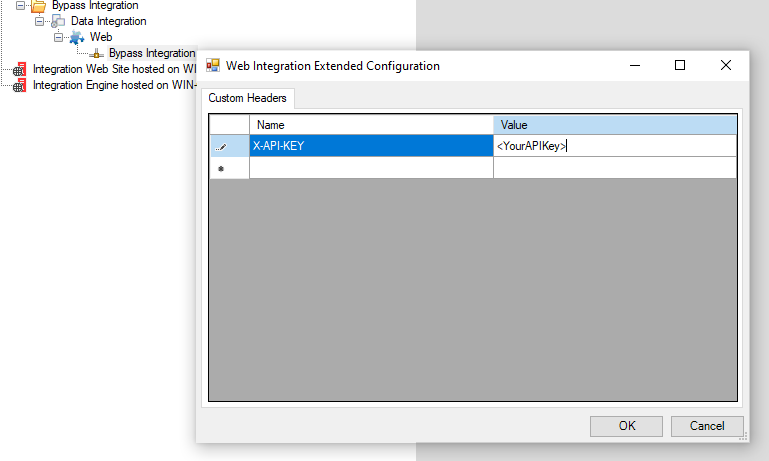 Bypass Integration
Data Integration
Web
Bypass Integration
Integration Web Site hosted on WI
Integration Engine hosted on WIN-
Web Integration Extended Configuration
Custom Headers
Name Value
X-API-KEY <YourAPIKey>
OK Cancel